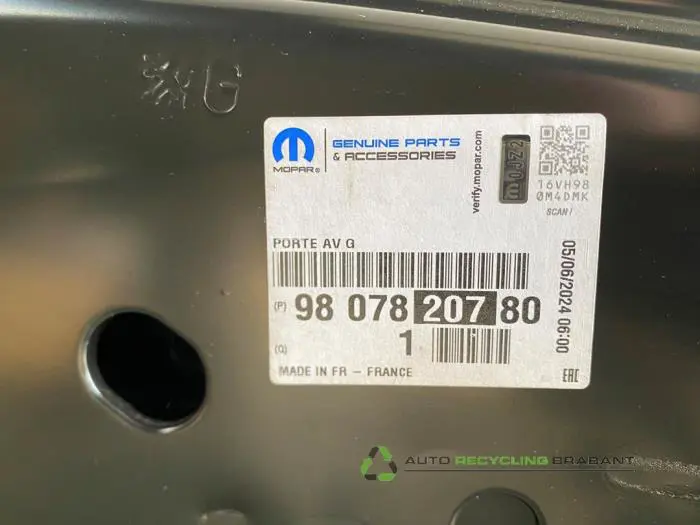 G
MOPAR®
GENUINE PARTS
& ACCESSORIES
verify.mopar.com
16VH98
0M4DMK
SCAN!
PORTE AV G
(P) 98 078 207 80
(Q) 1
MADE IN FR - FRANCE
05/06/2024 06:00
EAC
AUTO RECYCLING BRABANT